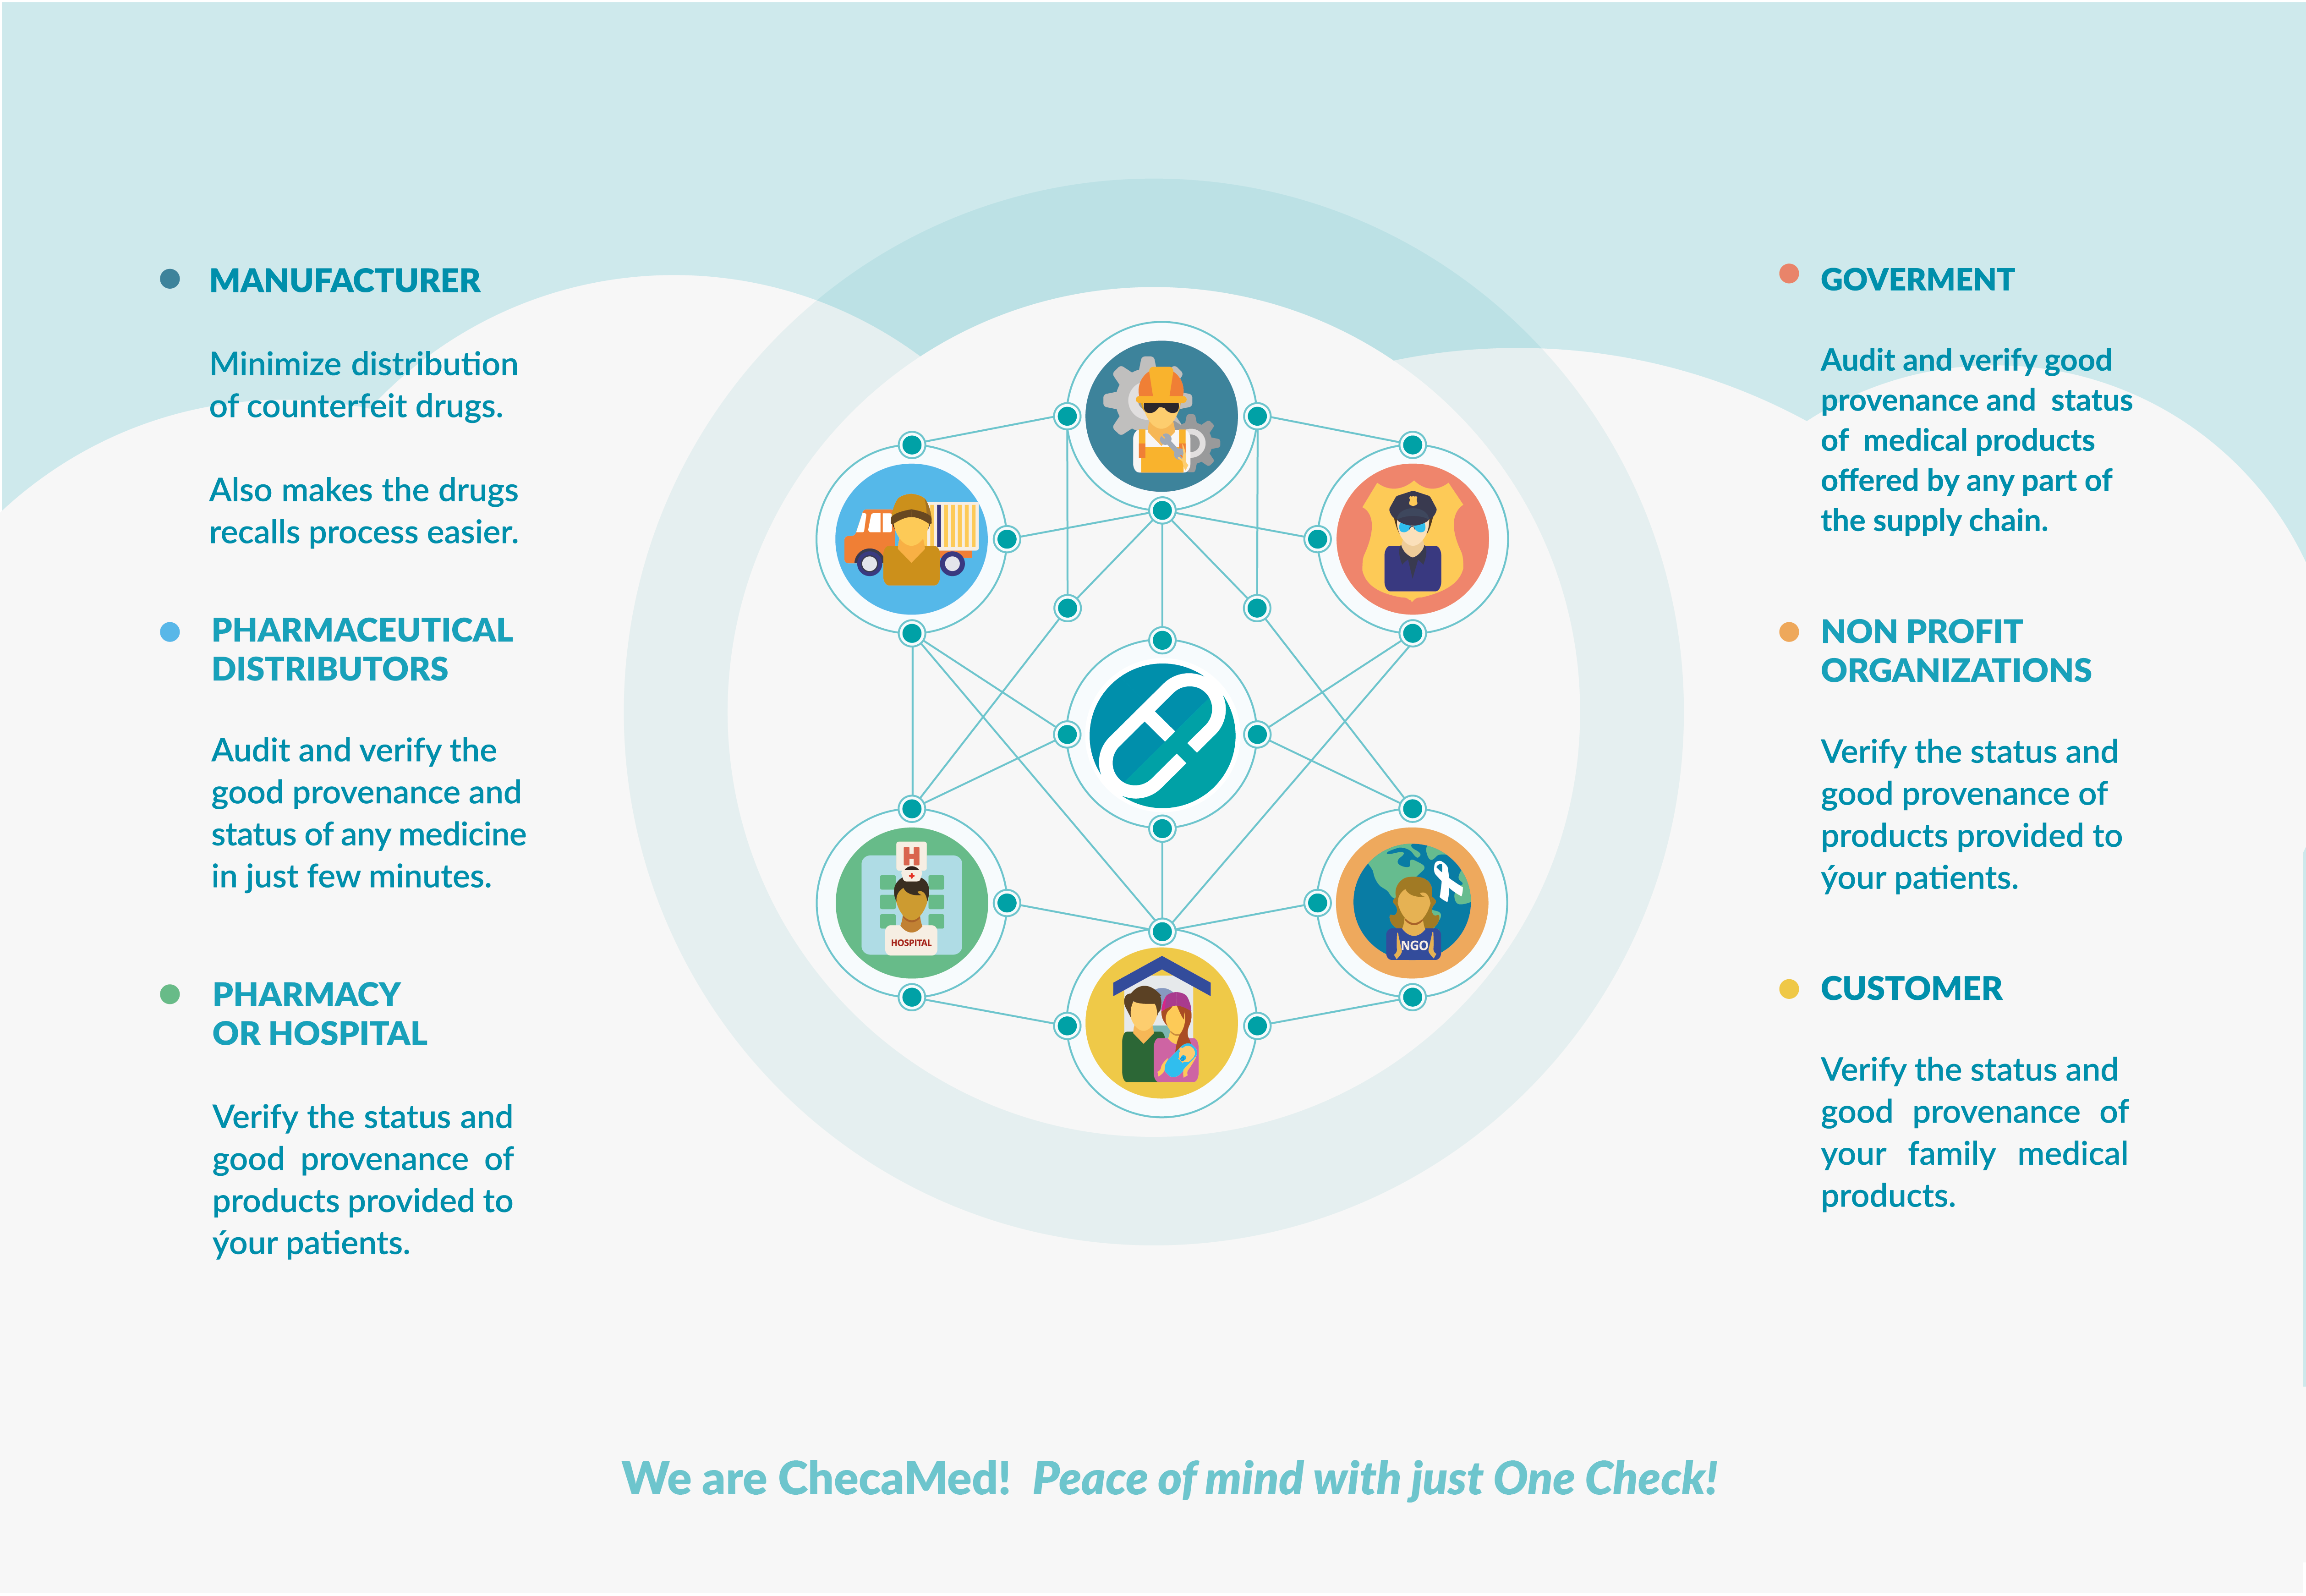 MANUFACTURER
Minimize distribution
of counterfeit drugs.
Also makes the drugs
recalls process easier.
PHARMACEUTICAL
DISTRIBUTORS
Audit and verify the
good provenance and
status of any medicine
in just few minutes.
PHARMACY
OR HOSPITAL
Verify the status and
good provenance of
products provided to
ýour patients.
H
HOSPITAL
NGO
GOVERMENT
Audit and verify good
provenance and status
of medical products
offered by any part of
the supply chain.
NON PROFIT
ORGANIZATIONS
Verify the status and
good provenance of
products provided to
ýour patients.
CUSTOMER
Verify the status and
good provenance of
your family medical
products.
We are ChecaMed! Peace of mind with just One Check!